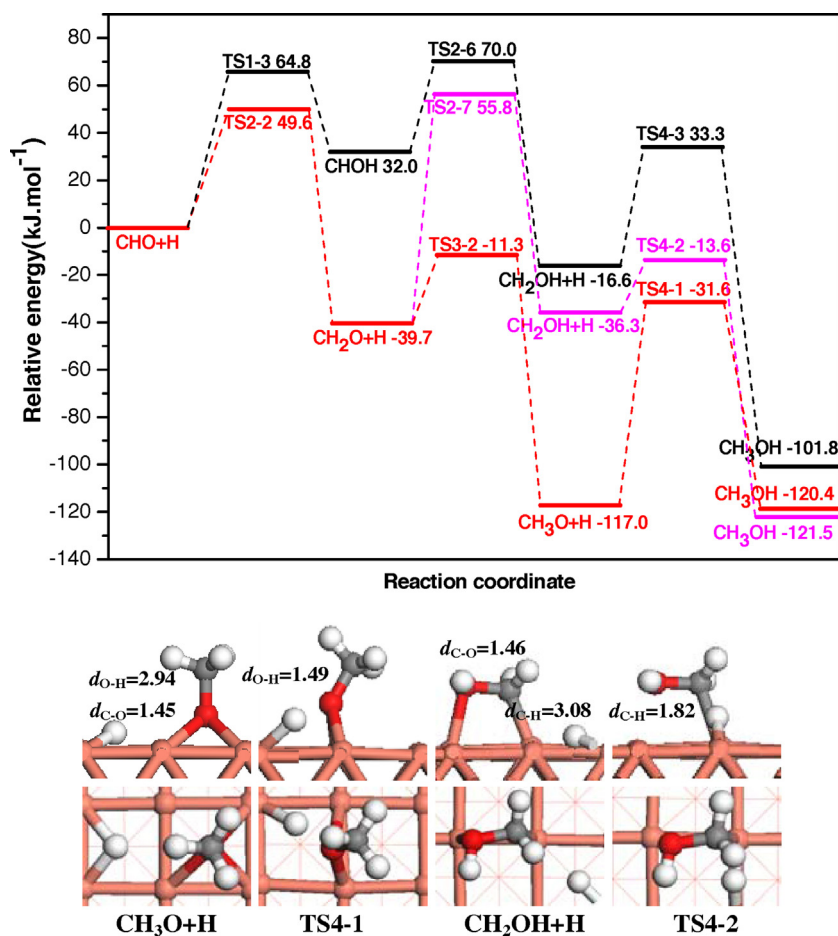 80
60
40
20
0
-20
-40
-60
-80
-100
-120
-140
Relative energy(kJ.mol⁻¹)
TS1-3 64.8
TS2-6 70.0
TS2-2 49.6
TS2-7 55.8
CHOH 32.0
TS4-3 33.3
CHO+H
TS3-2 -11.3
TS4-2 -13.6
CH₂OH+H -16.6
TS4-1 -31.6
CH₂O+H -39.7
CH₂OH+H -36.3
CH₃OH -101.8
CH₃O+H -117.0
CH₃OH -120.4
CH₃OH -121.5
Reaction coordinate
dO-H=2.94
dC-O=1.45
dO-H=1.49
dC-O=1.46
dC-H=3.08
dC-H=1.82
CH₃O+H
TS4-1
CH₂OH+H
TS4-2